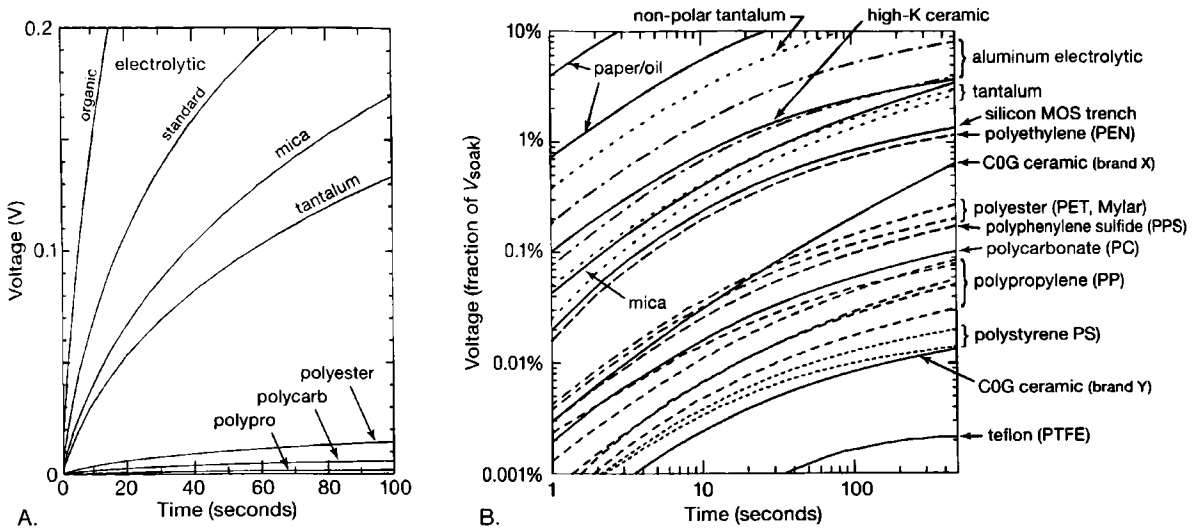 0.2
0.1
0
Voltage (V)
organic
electrolytic
standard
mica
tantalum
polyester
polycarb
polypro
0 20 40 60 80 100
Time (seconds)
A.
non-polar tantalum
high-K ceramic
10%
1%
0.1%
0.01%
0.001%
Voltage (fraction of Vsoak)
paper/oil
mica
aluminum electrolytic
tantalum
silicon MOS trench
polyethylene (PEN)
C0G ceramic (brand X)
polyester (PET, Mylar)
polyphenylene sulfide (PPS)
polycarbonate (PC)
polypropylene (PP)
polystyrene PS)
C0G ceramic (brand Y)
teflon (PTFE)
1 10 100
Time (seconds)
B.